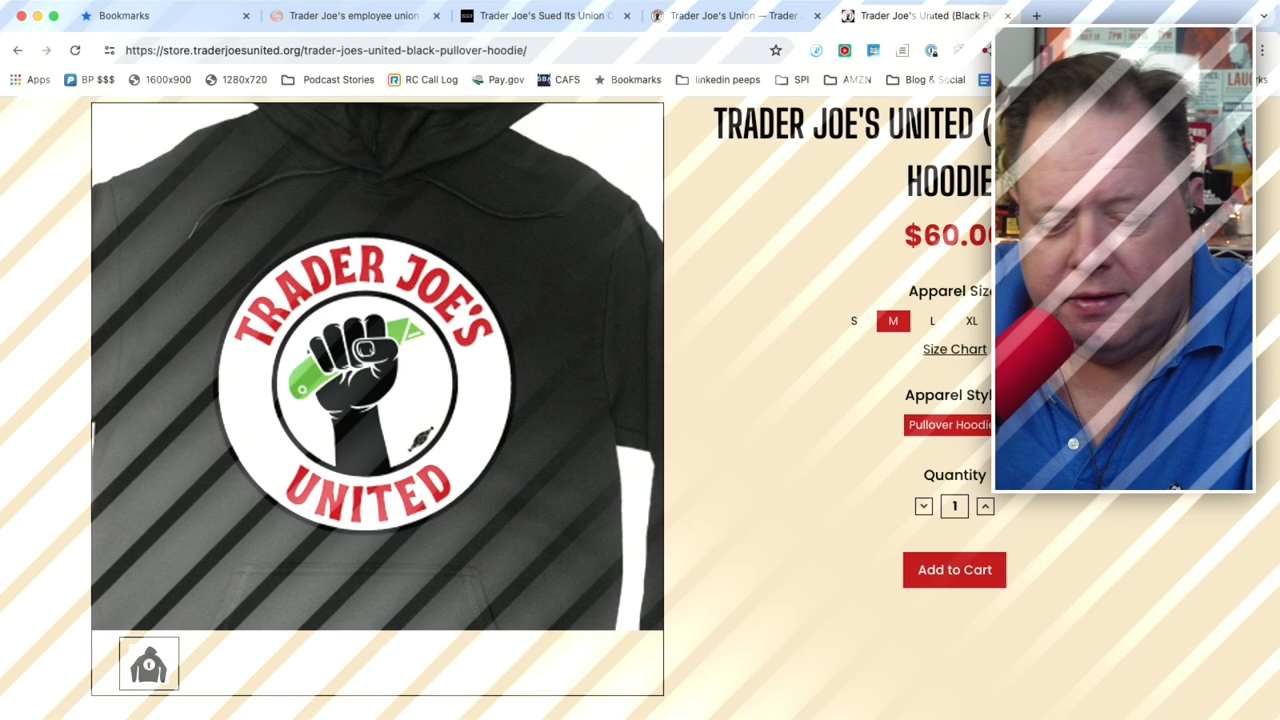 Bookmarks
Trader Joe's employee union
Trader Joe's Sued Its Union O
Trader Joe's Union — Trader
Trader Joe's United (Black Pu
https://store.traderjoesunited.org/trader-joes-united-black-pullover-hoodie/
Apps
BP $$$
1600x900
1280x720
Podcast Stories
RC Call Log
Pay.gov
CAFS
Bookmarks
linkedin peeps
SPI
AMZN
Blog & Social
TRADER JOE'S
UNITED
TRADER JOE'S UNITED (
HOODIE
$60.0
Apparel Size
S M L XL
Size Chart
Apparel Styl
Pullover Hoodie
Quantity
1
Add to Cart